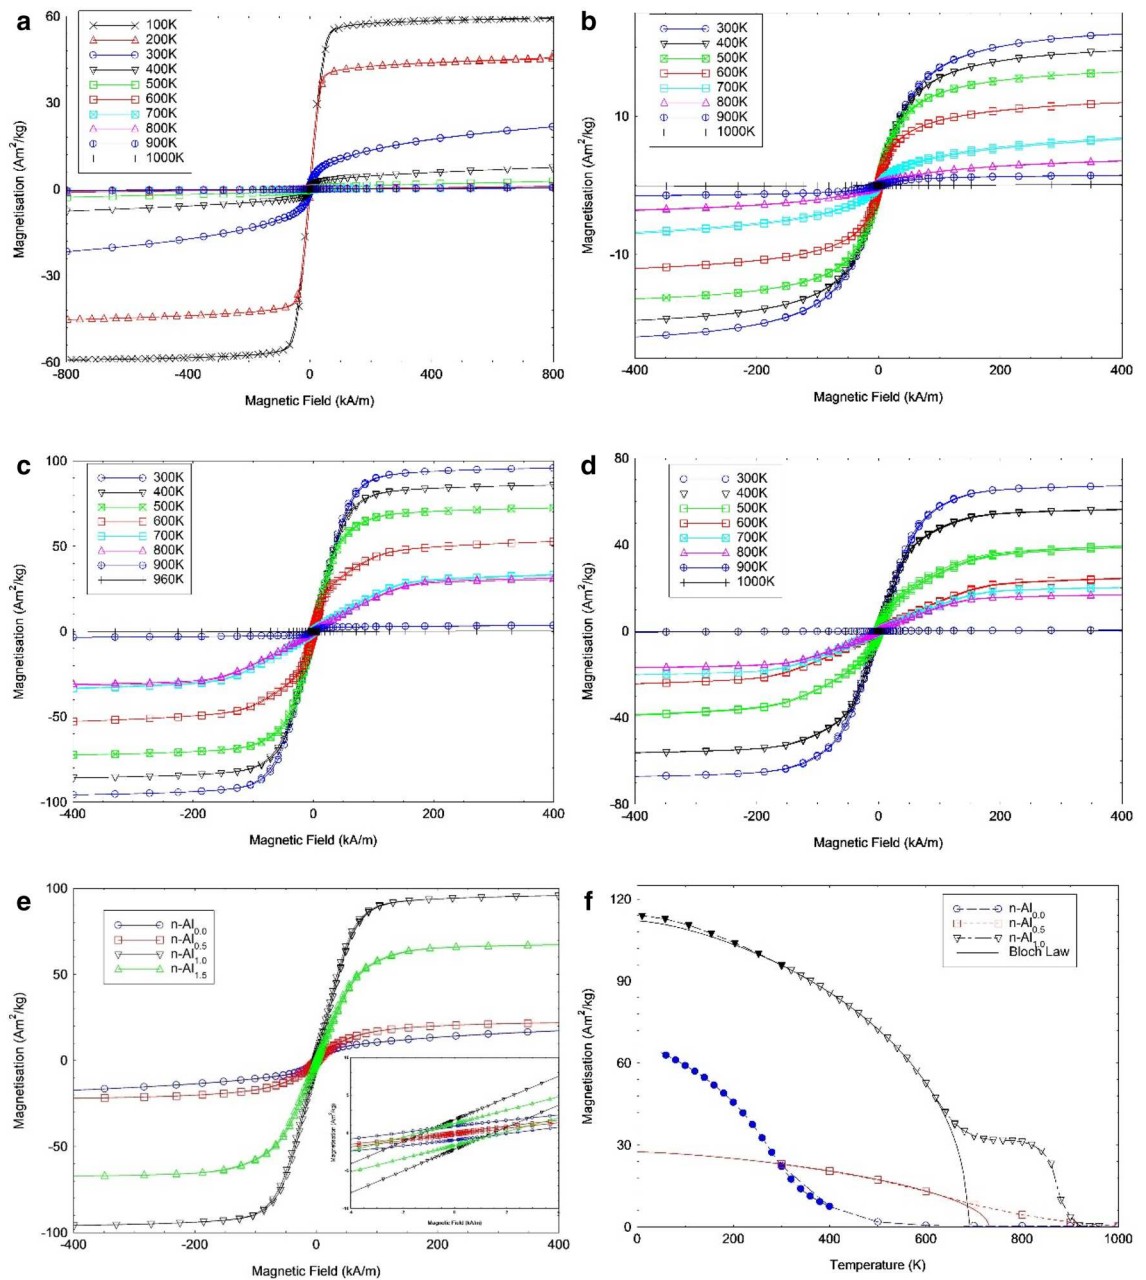 a
60
30
0
-30
-60
Magnetisation (Am²/kg)
100K
200K
300K
400K
500K
600K
700K
800K
900K
1000K
-800
-400
0
400
800
Magnetic Field (kA/m)
b
10
-10
Magnetisation (Am²/kg)
300K
400K
500K
600K
700K
800K
900K
1000K
-400
-200
0
200
400
Magnetic Field (kA/m)
c
100
50
0
-50
-100
Magnetisation (Am²/kg)
300K
400K
500K
600K
700K
800K
900K
960K
-400
-200
0
200
400
Magnetic Field (kA/m)
d
80
40
0
-40
-80
Magnetisation (Am²/kg)
300K
400K
500K
600K
700K
800K
900K
1000K
-400
-200
0
200
400
Magnetic Field (kA/m)
e
100
50
0
-50
-100
Magnetisation (Am²/kg)
n-Al0.0
n-Al0.5
n-Al1.0
n-Al1.5
Magnetisation (Am²/kg)
Magnetic Field (kA/m)
-400
-200
0
200
400
Magnetic Field (kA/m)
f
120
90
60
30
0
Magnetisation (Am²/kg)
n-Al0.0
n-Al0.5
n-Al1.0
Bloch Law
0
200
400
600
800
1000
Temperature (K)